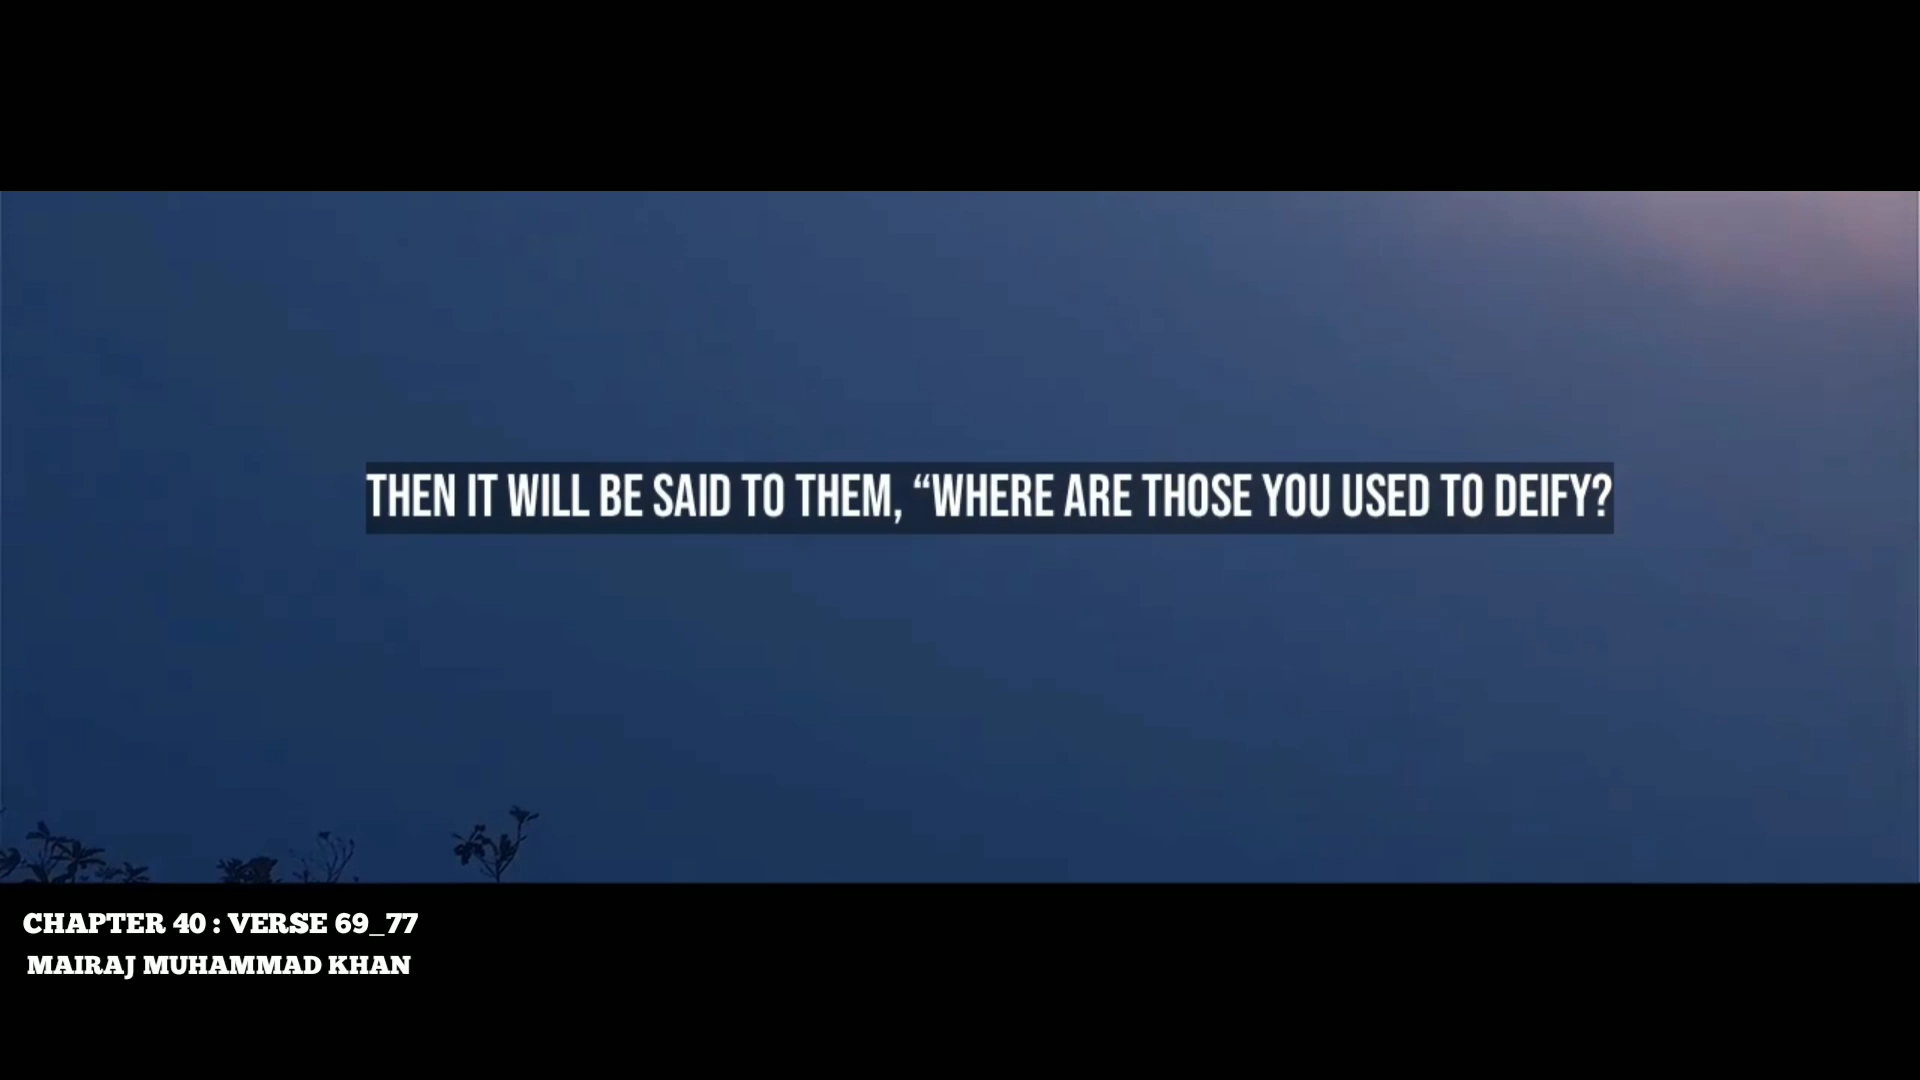 THEN IT WILL BE SAID TO THEM, “WHERE ARE THOSE YOU USED TO DEIFY?
CHAPTER 40 : VERSE 69_77
MAIRAJ MUHAMMAD KHAN